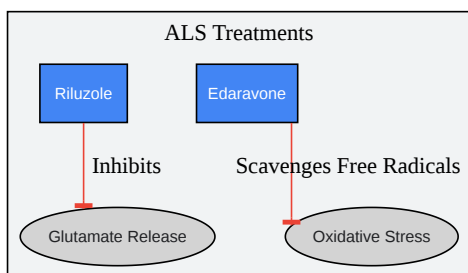 ALS Treatments
Riluzole
Edaravone
Inhibits
Scavenges Free Radicals
Glutamate Release
Oxidative Stress